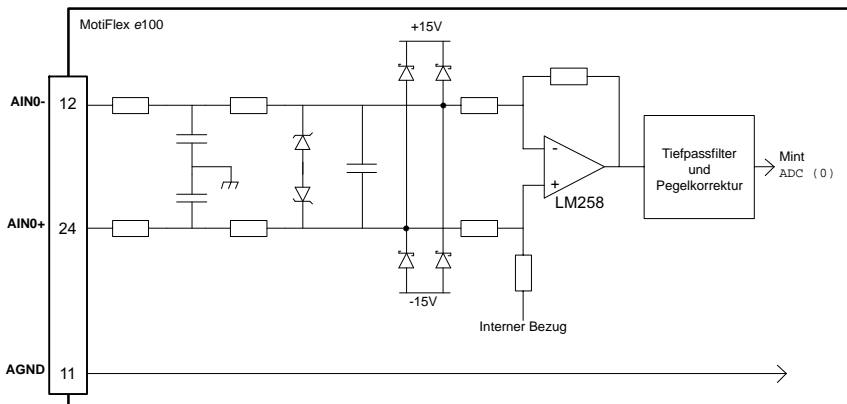 MotiFlex e100
+15V
AIN0-
12
-
+
LM258
Tiefpassfilter
und
Pegelkorrektur
Mint
ADC (0)
AIN0+
24
-15V
Interner Bezug
AGND
11